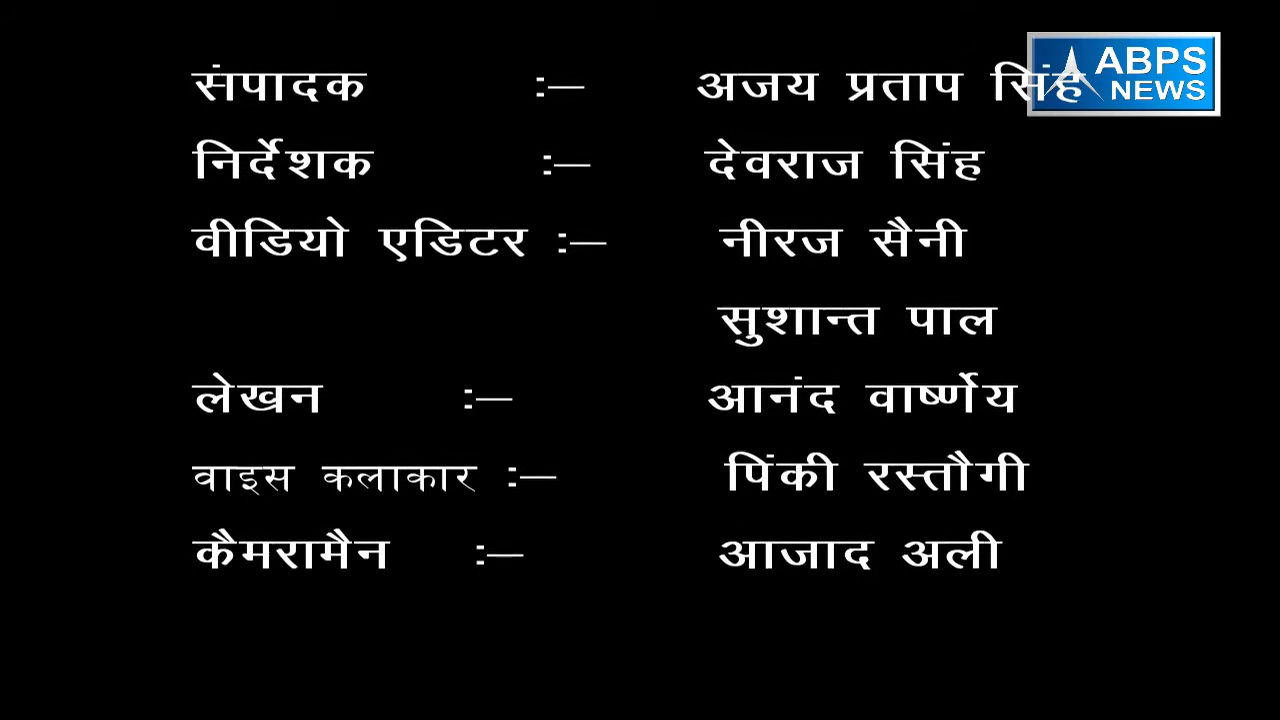 संपादक :— अजय प्रताप सिंह
ABPS
NEWS
निर्देशक :— देवराज सिंह
वीडियो एडिटर :— नीरज सैनी
सुशान्त पाल
लेखन :— आनंद वार्ष्णेय
वाइस कलाकार :— पिंकी रस्तौगी
कैमरामैन :— आजाद अली